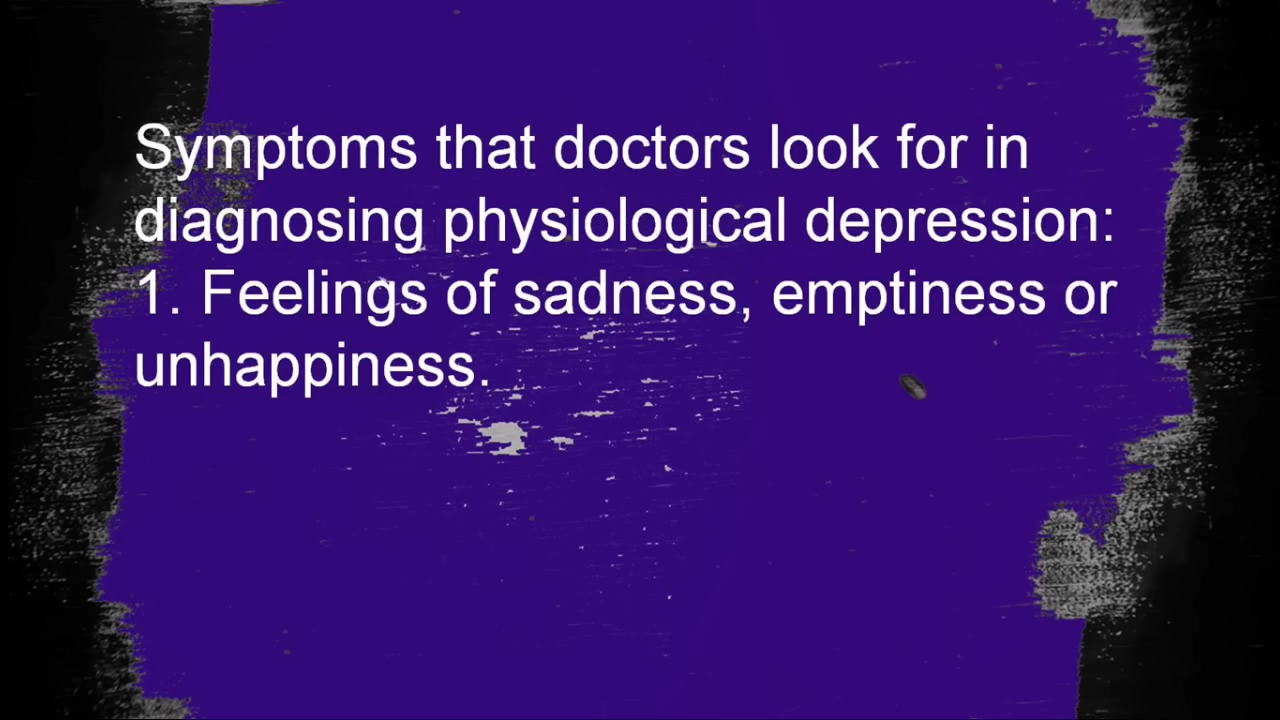 Symptoms that doctors look for in
diagnosing physiological depression:
1. Feelings of sadness, emptiness or
unhappiness.